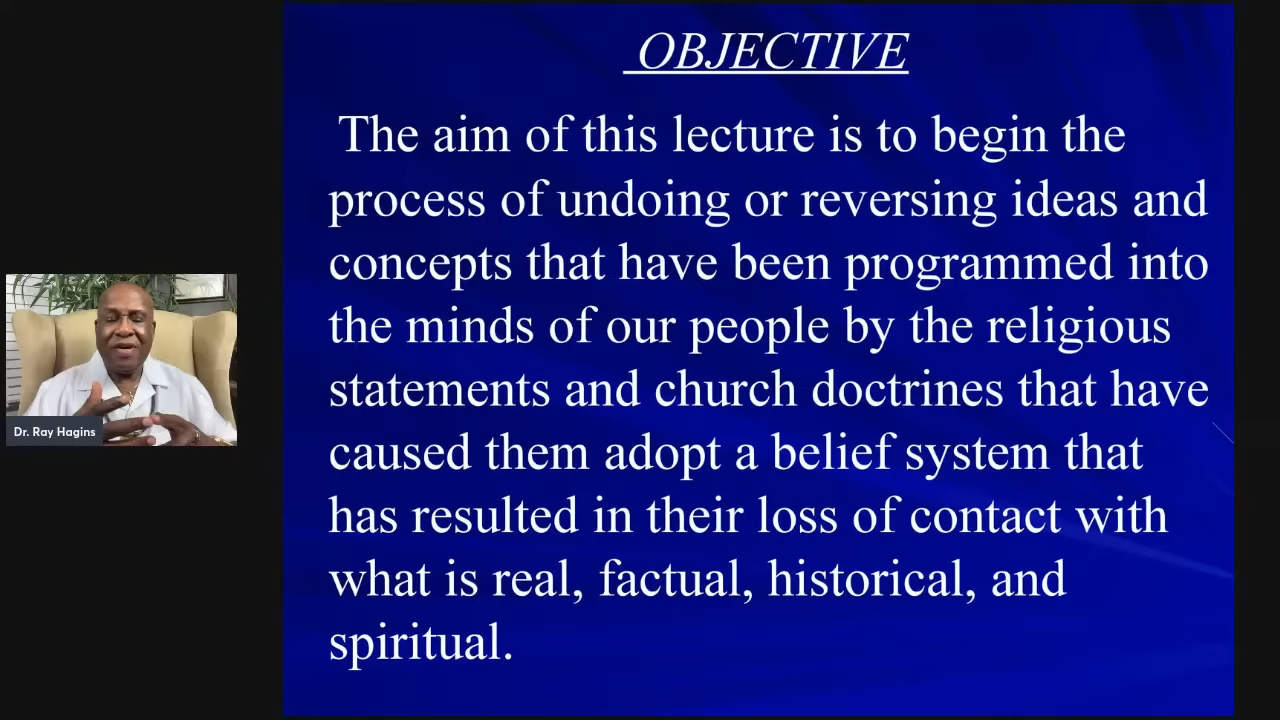 OBJECTIVE
The aim of this lecture is to begin the
process of undoing or reversing ideas and
concepts that have been programmed into
the minds of our people by the religious
statements and church doctrines that have
caused them adopt a belief system that
has resulted in their loss of contact with
what is real, factual, historical, and
spiritual.
Dr. Ray Hagins